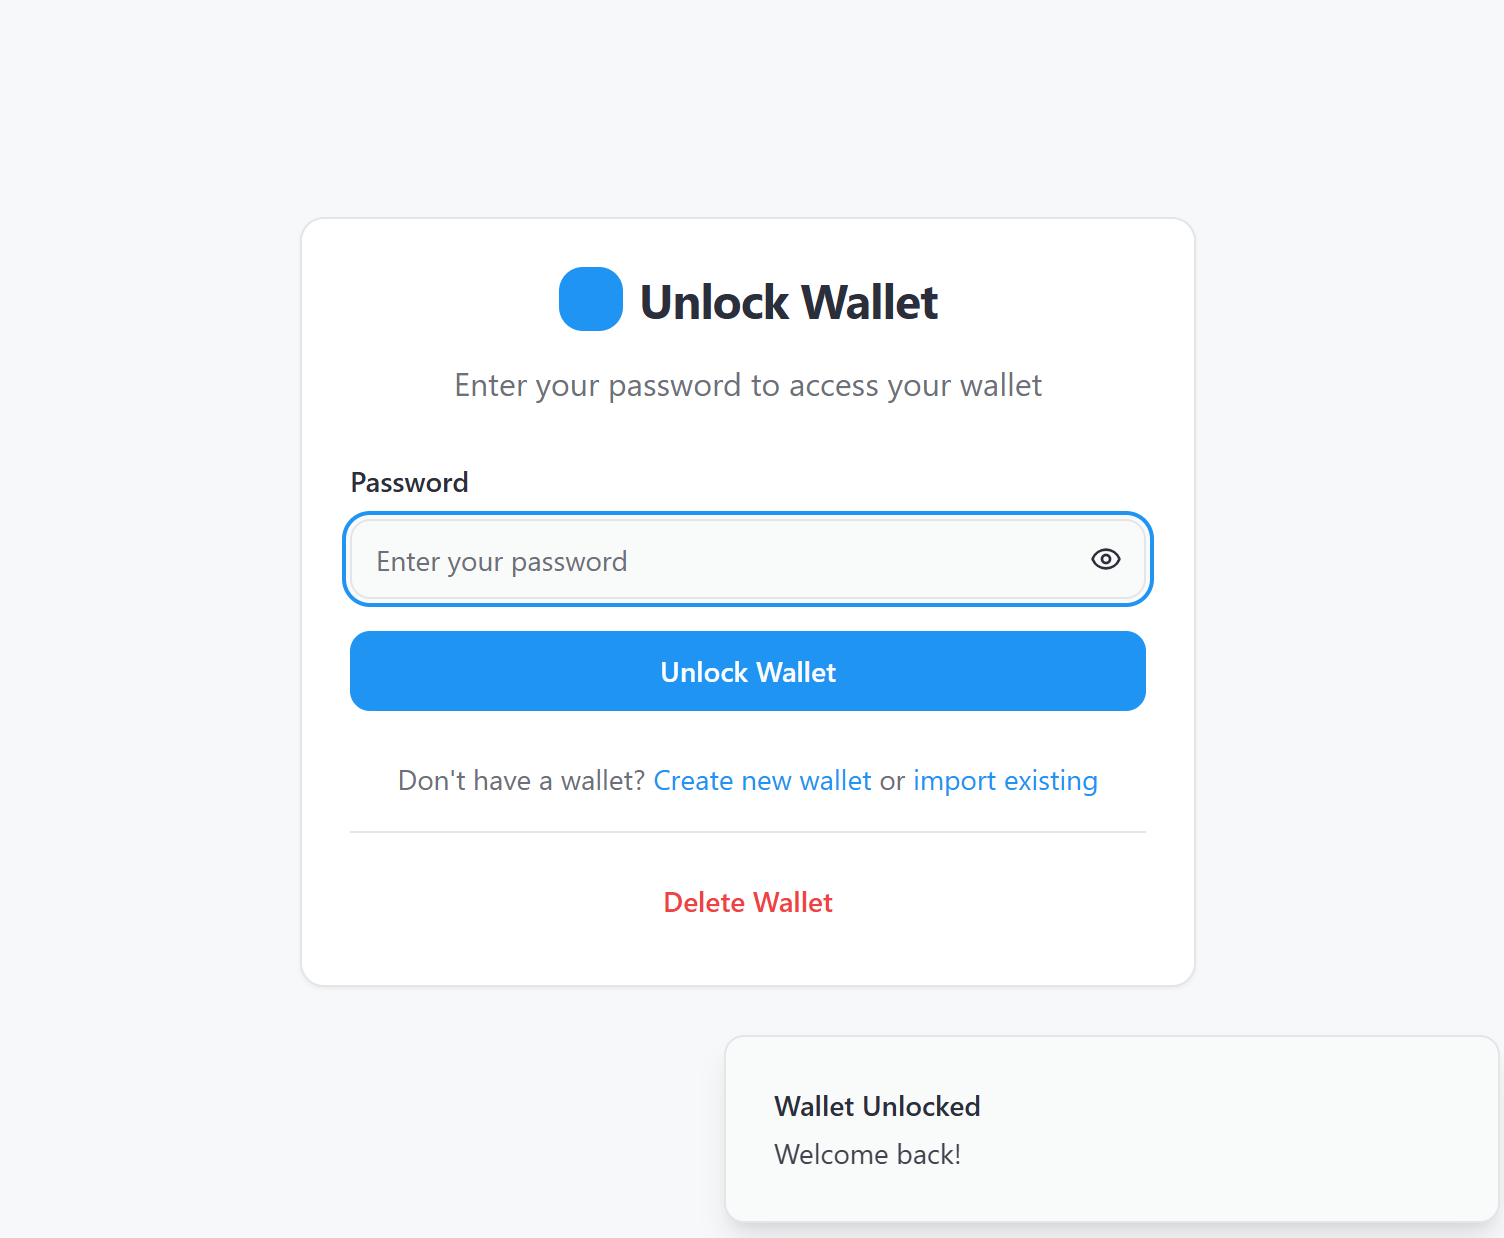 Unlock Wallet
Enter your password to access your wallet
Password
Enter your password
Unlock Wallet
Don't have a wallet? Create new wallet or import existing
Delete Wallet
Wallet Unlocked
Welcome back!